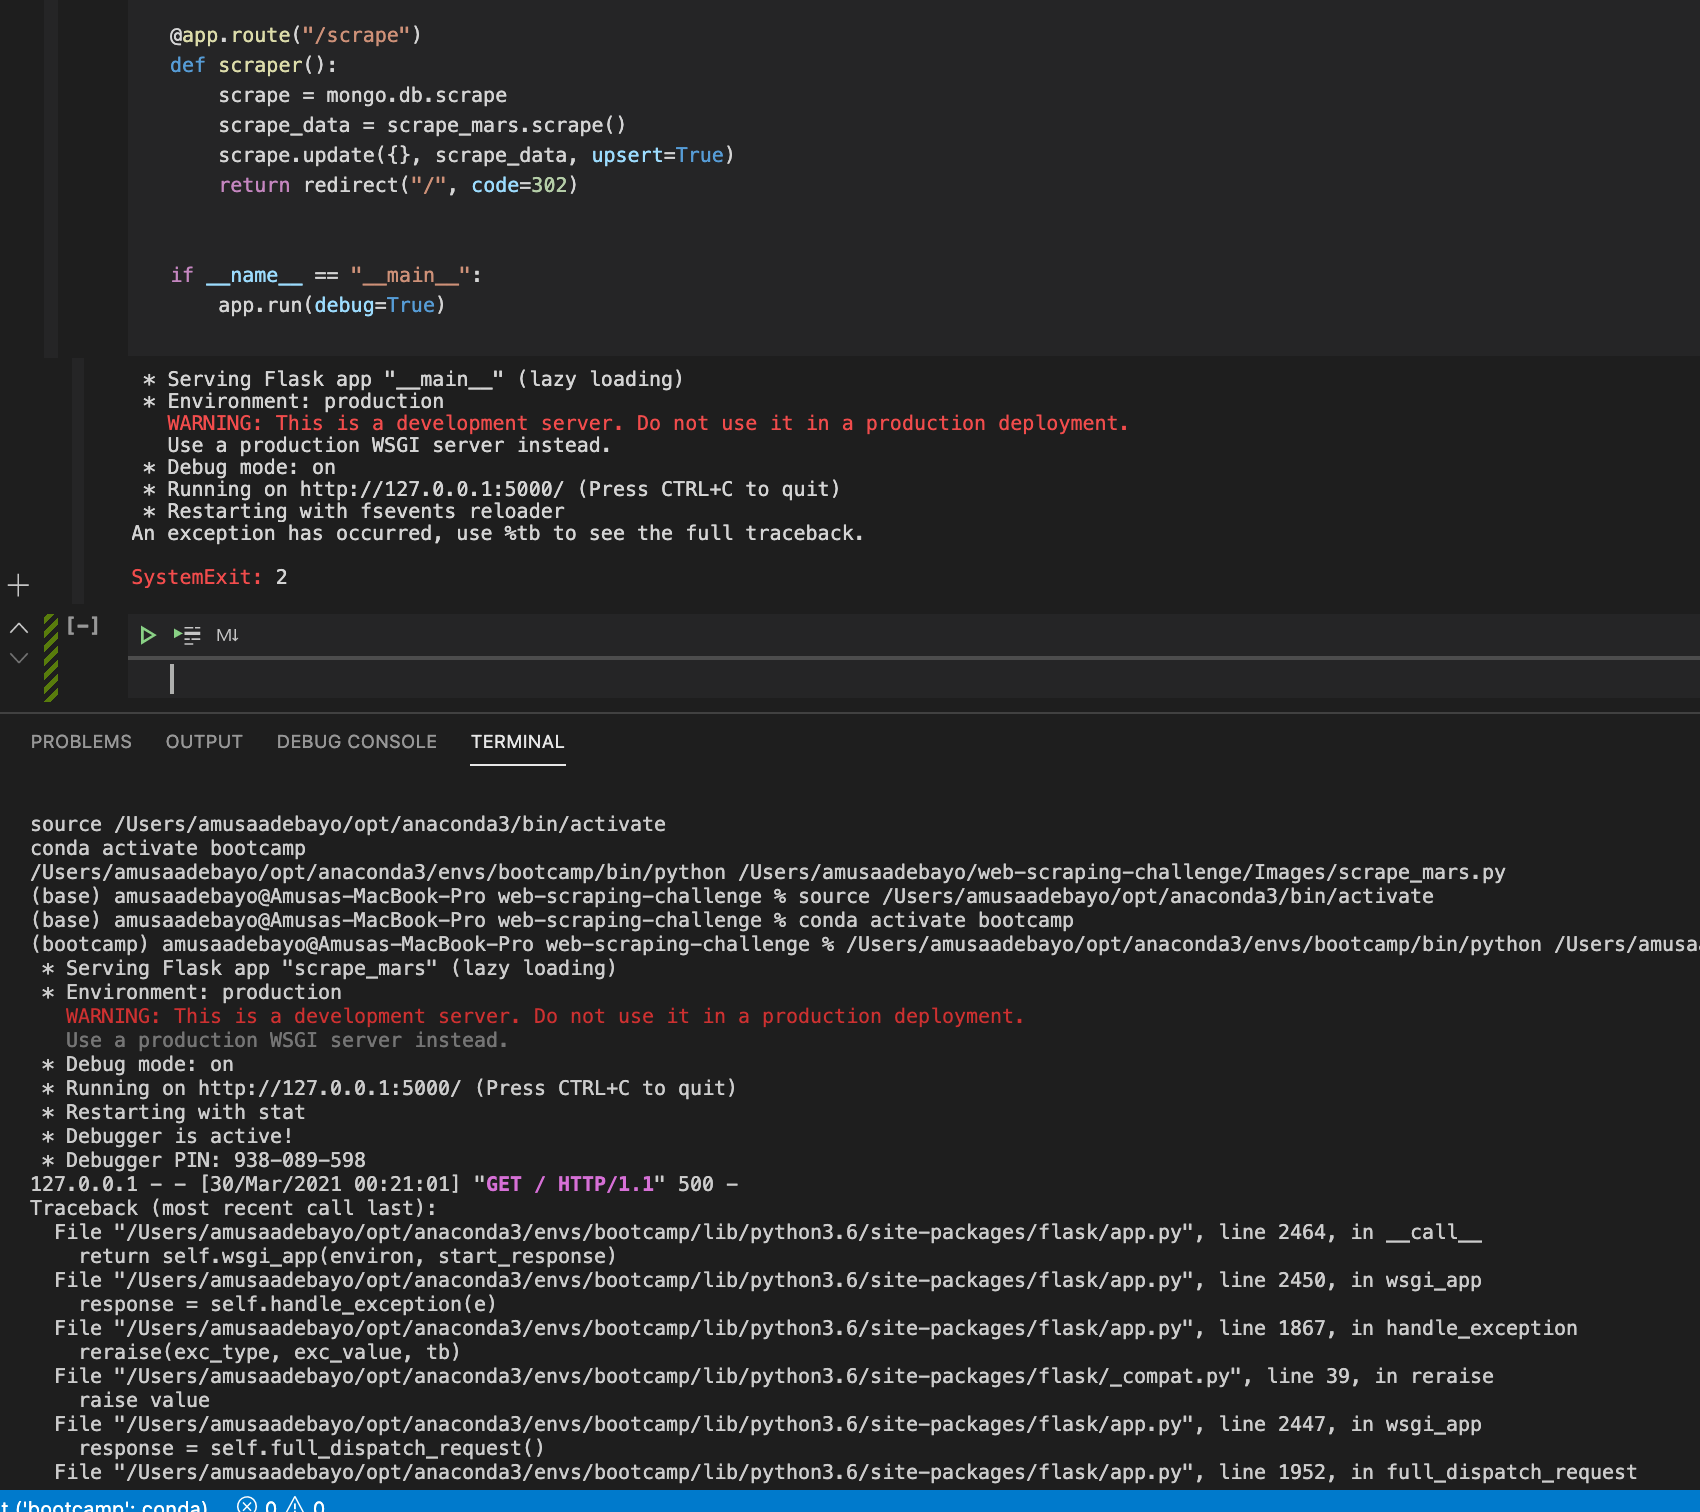 @app.route("/scrape")
def scraper():
    scrape = mongo.db.scrape
    scrape_data = scrape_mars.scrape()
    scrape.update({}, scrape_data, upsert=True)
    return redirect("/", code=302)
if __name__ == "__main__":
    app.run(debug=True)
 * Serving Flask app "__main__" (lazy loading)
 * Environment: production
   WARNING: This is a development server. Do not use it in a production deployment.
   Use a production WSGI server instead.
 * Debug mode: on
 * Running on http://127.0.0.1:5000/ (Press CTRL+C to quit)
 * Restarting with fsevents reloader
An exception has occurred, use %tb to see the full traceback.
SystemExit: 2
[-]
M↓
PROBLEMS OUTPUT DEBUG CONSOLE TERMINAL
source /Users/amusaadebayo/opt/anaconda3/bin/activate
conda activate bootcamp
/Users/amusaadebayo/opt/anaconda3/envs/bootcamp/bin/python /Users/amusaadebayo/web-scraping-challenge/Images/scrape_mars.py
(base) amusaadebayo@Amusas-MacBook-Pro web-scraping-challenge % source /Users/amusaadebayo/opt/anaconda3/bin/activate
(base) amusaadebayo@Amusas-MacBook-Pro web-scraping-challenge % conda activate bootcamp
(bootcamp) amusaadebayo@Amusas-MacBook-Pro web-scraping-challenge % /Users/amusaadebayo/opt/anaconda3/envs/bootcamp/bin/python /Users/amusa
 * Serving Flask app "scrape_mars" (lazy loading)
 * Environment: production
   WARNING: This is a development server. Do not use it in a production deployment.
   Use a production WSGI server instead.
 * Debug mode: on
 * Running on http://127.0.0.1:5000/ (Press CTRL+C to quit)
 * Restarting with stat
 * Debugger is active!
 * Debugger PIN: 938-089-598
127.0.0.1 - - [30/Mar/2021 00:21:01] "GET / HTTP/1.1" 500 -
Traceback (most recent call last):
  File "/Users/amusaadebayo/opt/anaconda3/envs/bootcamp/lib/python3.6/site-packages/flask/app.py", line 2464, in __call__
    return self.wsgi_app(environ, start_response)
  File "/Users/amusaadebayo/opt/anaconda3/envs/bootcamp/lib/python3.6/site-packages/flask/app.py", line 2450, in wsgi_app
    response = self.handle_exception(e)
  File "/Users/amusaadebayo/opt/anaconda3/envs/bootcamp/lib/python3.6/site-packages/flask/app.py", line 1867, in handle_exception
    reraise(exc_type, exc_value, tb)
  File "/Users/amusaadebayo/opt/anaconda3/envs/bootcamp/lib/python3.6/site-packages/flask/_compat.py", line 39, in reraise
    raise value
  File "/Users/amusaadebayo/opt/anaconda3/envs/bootcamp/lib/python3.6/site-packages/flask/app.py", line 2447, in wsgi_app
    response = self.full_dispatch_request()
  File "/Users/amusaadebayo/opt/anaconda3/envs/bootcamp/lib/python3.6/site-packages/flask/app.py", line 1952, in full_dispatch_request
t ('bootcamp': conda) 0 0